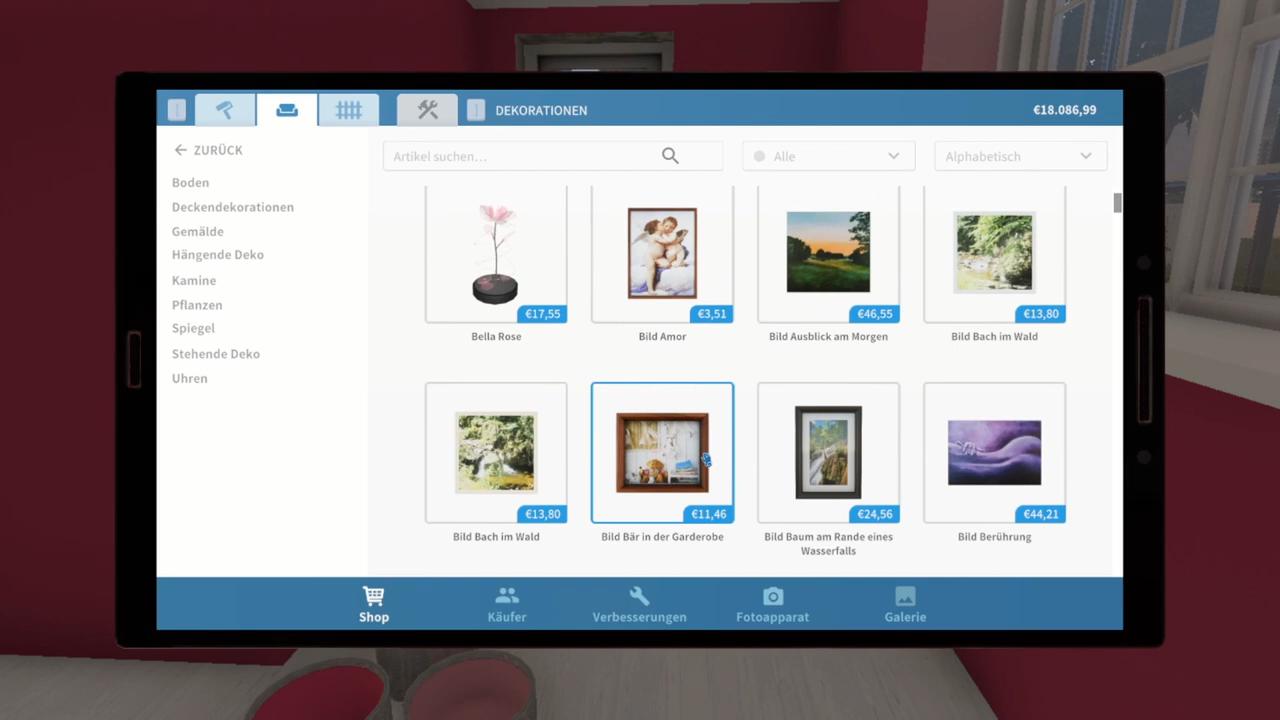 DEKORATIONEN
€18.086,99
ZURÜCK
Artikel suchen...
Alle
Alphabetisch
Boden
Deckendekorationen
Gemälde
Hängende Deko
Kamine
Pflanzen
Spiegel
Stehende Deko
Uhren
€17,55
€3,51
€46,55
€13,80
Bella Rose
Bild Amor
Bild Ausblick am Morgen
Bild Bach im Wald
€13,80
€11,46
€24,56
€44,21
Bild Bach im Wald
Bild Bär in der Garderobe
Bild Baum am Rande eines
Wasserfalls
Bild Berührung
Shop
Käufer
Verbesserungen
Fotoapparat
Galerie